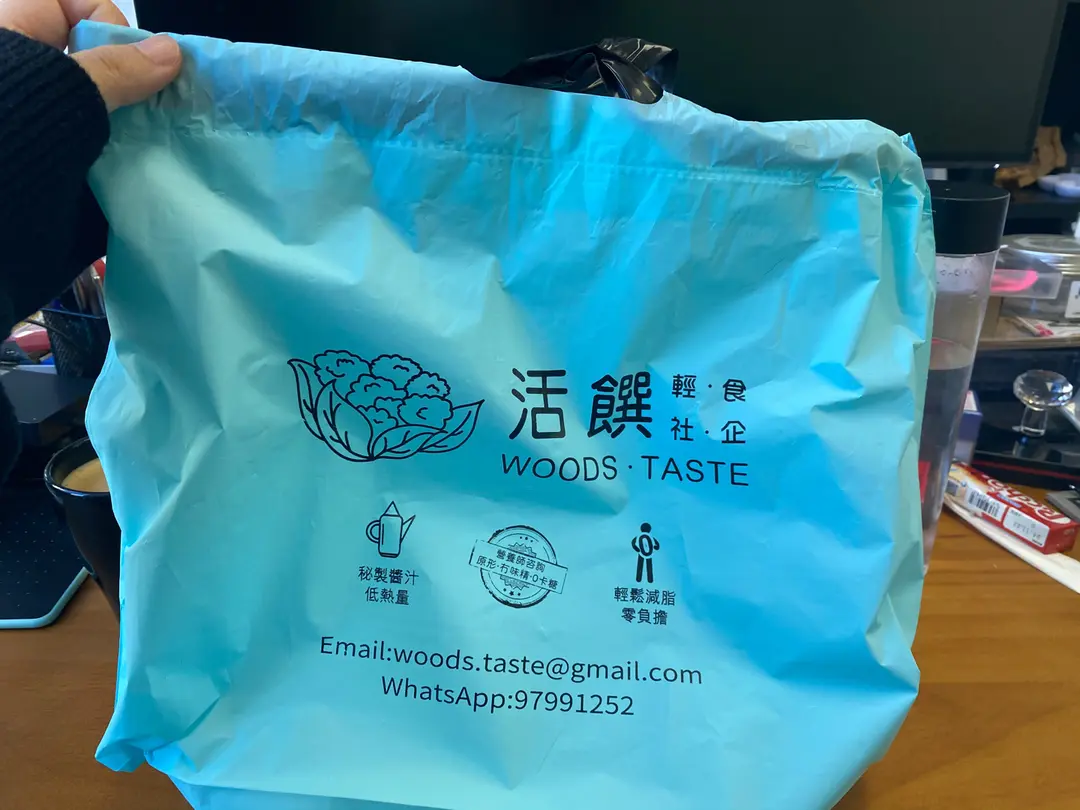 活饌 輕·食
社·企
WOODS·TASTE
秘製醬汁
低熱量
營養師咨詢
原形·冇味精·0卡糖
輕鬆減脂
零負擔
Email:woods.taste@gmail.com
WhatsApp:97991252